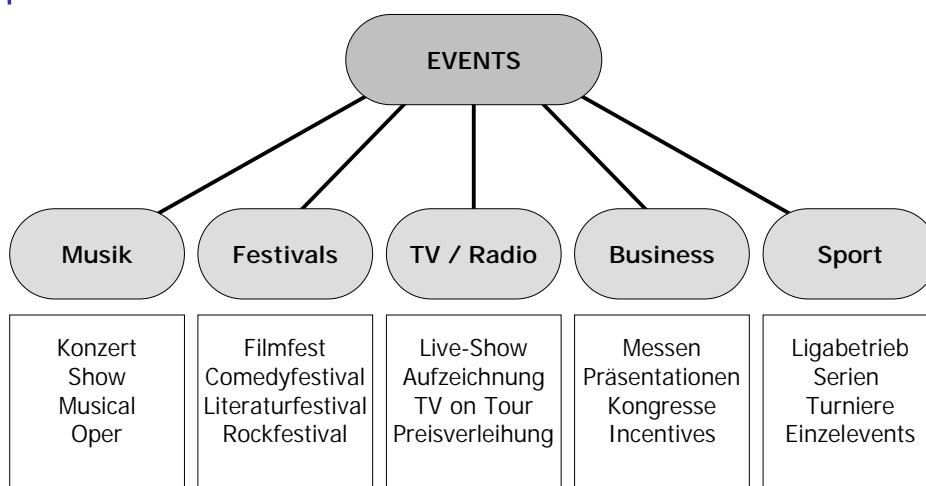 EVENTS
Musik
Festivals
TV / Radio
Business
Sport
Konzert
Show
Musical
Oper
Filmfest
Comedyfestival
Literaturfestival
Rockfestival
Live-Show
Aufzeichnung
TV on Tour
Preisverleihung
Messen
Präsentationen
Kongresse
Incentives
Ligabetrieb
Serien
Turniere
Einzelevents